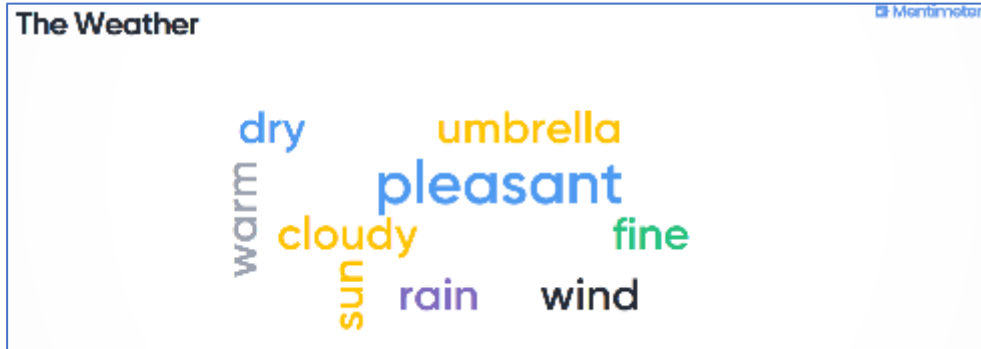 The Weather
Mentimeter
dry
umbrella
warm
pleasant
cloudy
fine
sun
rain
wind